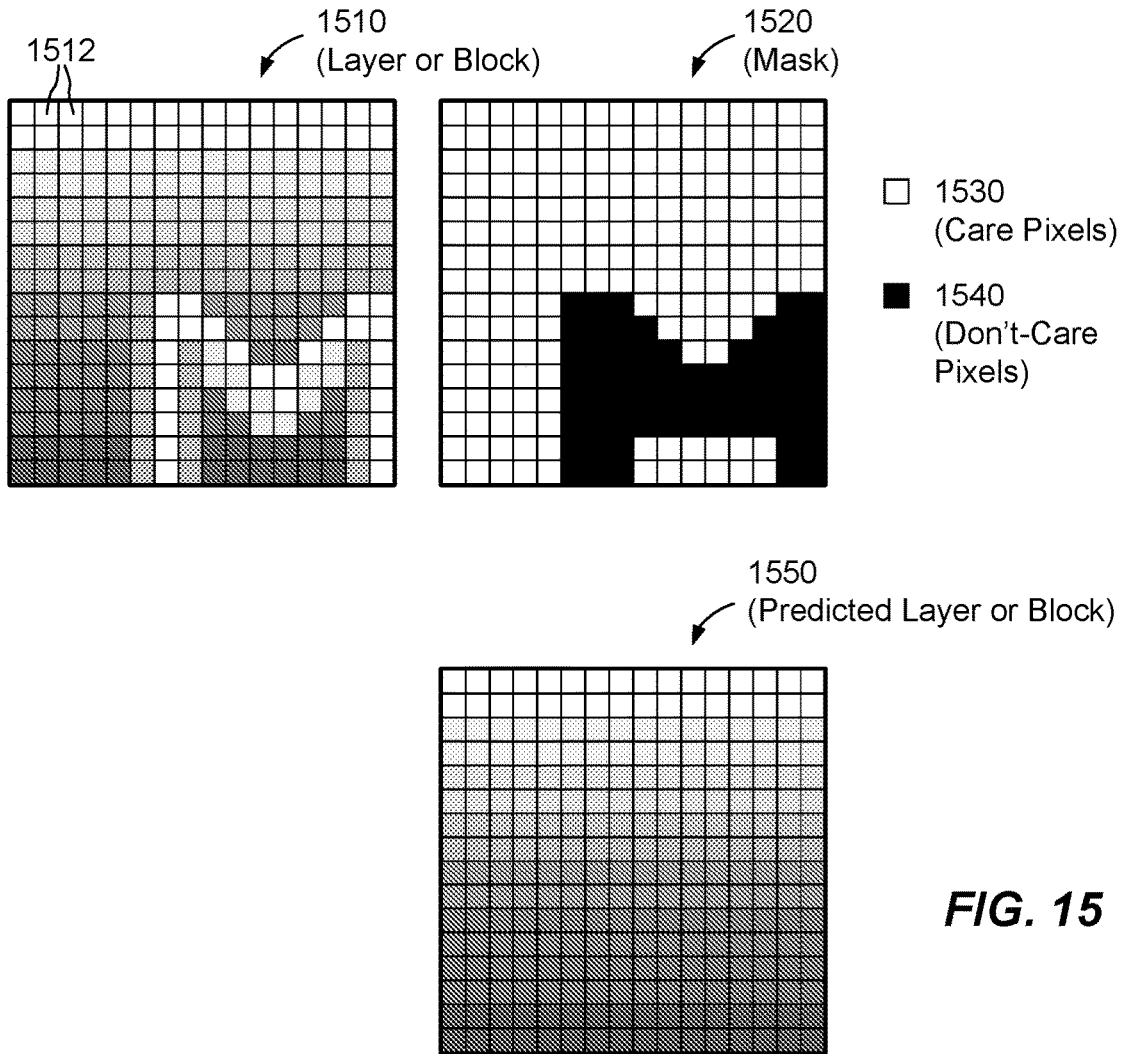 1512
1510
(Layer or Block)
1520
(Mask)
1530
(Care Pixels)
1540
(Don't-Care
Pixels)
1550
(Predicted Layer or Block)
FIG. 15